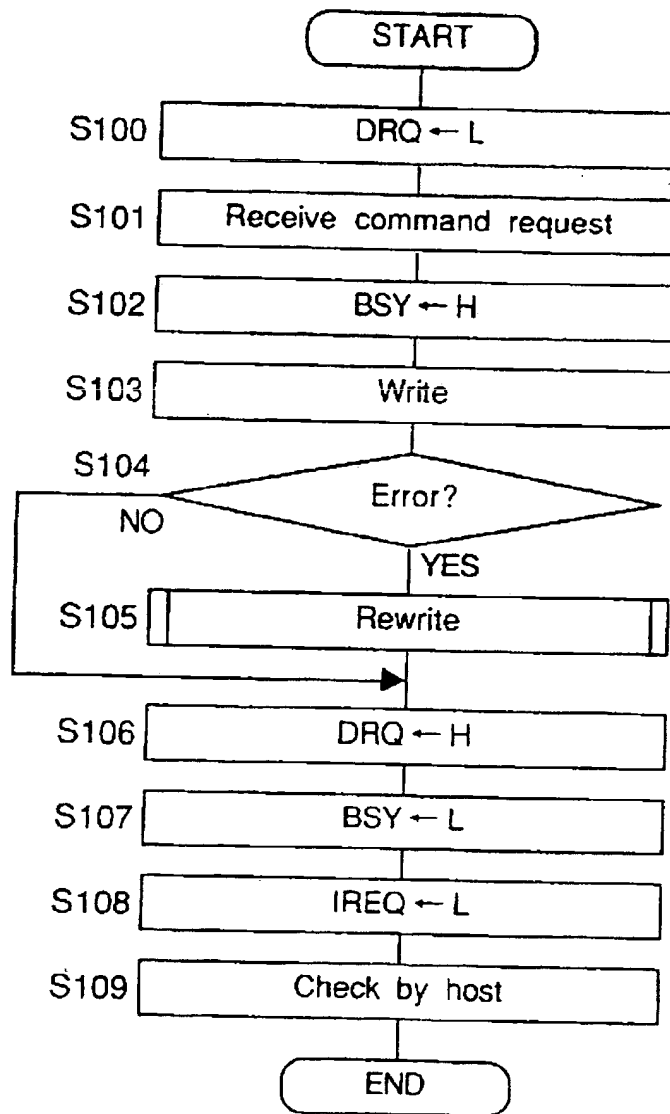 START
S100 DRQ ← L
S101 Receive command request
S102 BSY ← H
S103 Write
S104 Error?
NO
YES
S105 Rewrite
S106 DRQ ← H
S107 BSY ← L
S108 IREQ ← L
S109 Check by host
END